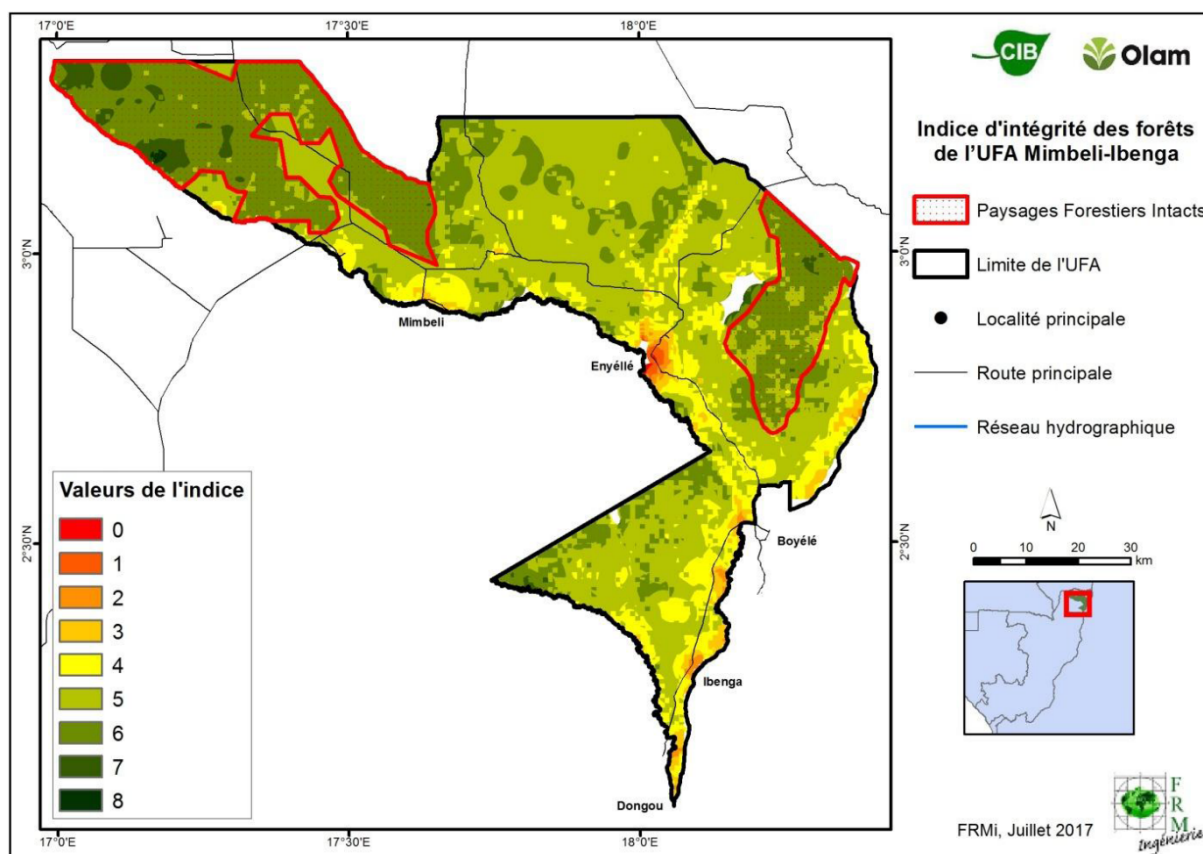 17°0'E 17°30'E 18°0'E
CIB
Olam
Indice d'intégrité des forêts
de l'UFA Mimbeli-Ibenga
Paysages Forestiers Intacts
Limite de l'UFA
Localité principale
Route principale
Réseau hydrographique
N
0 5 10 20 30
km
3°0'N
3°0'N
2°30'N
2°30'N
Mimbeli
Enyéllé
Boyélé
Ibenga
Dongou
Valeurs de l'indice
0
1
2
3
4
5
6
7
8
FRMi, Juillet 2017
F
R
M
Ingénierie
17°0'E 17°30'E 18°0'E